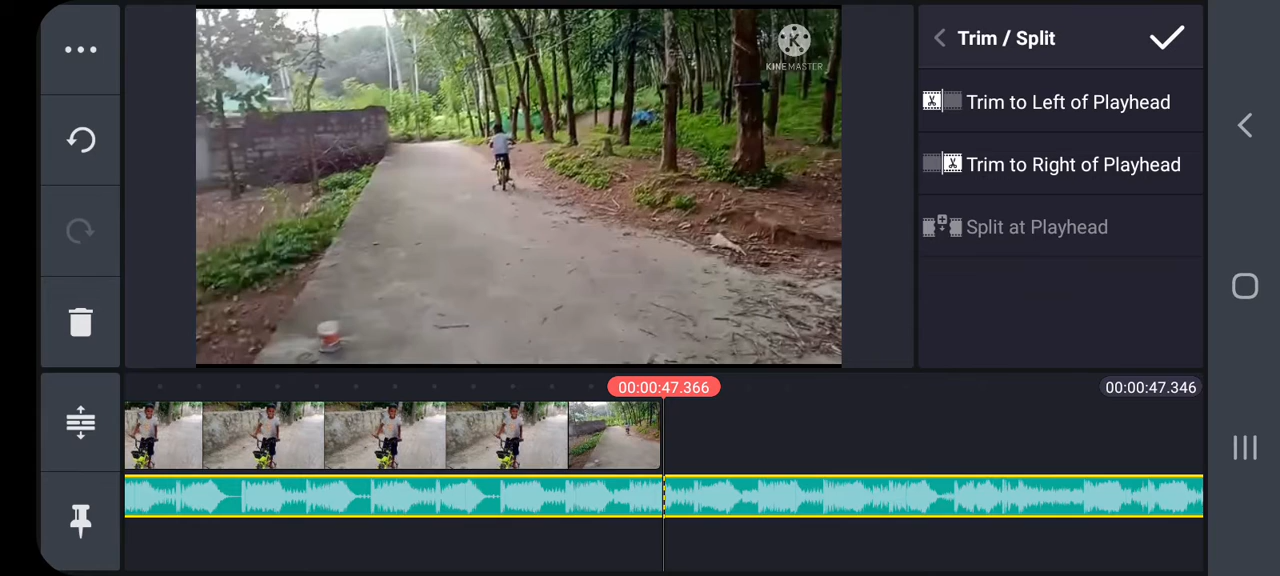 KINEMASTER
Trim / Split
Trim to Left of Playhead
Trim to Right of Playhead
Split at Playhead
00:00:47.366
00:00:47.346